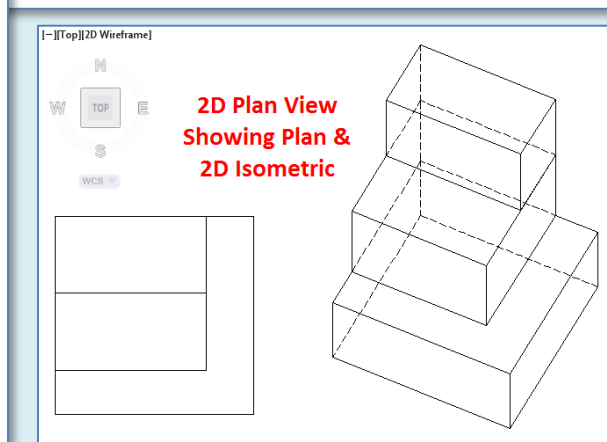 [−][Top][2D Wireframe]
N
W
TOP
E
S
WCS
2D Plan View
Showing Plan &
2D Isometric